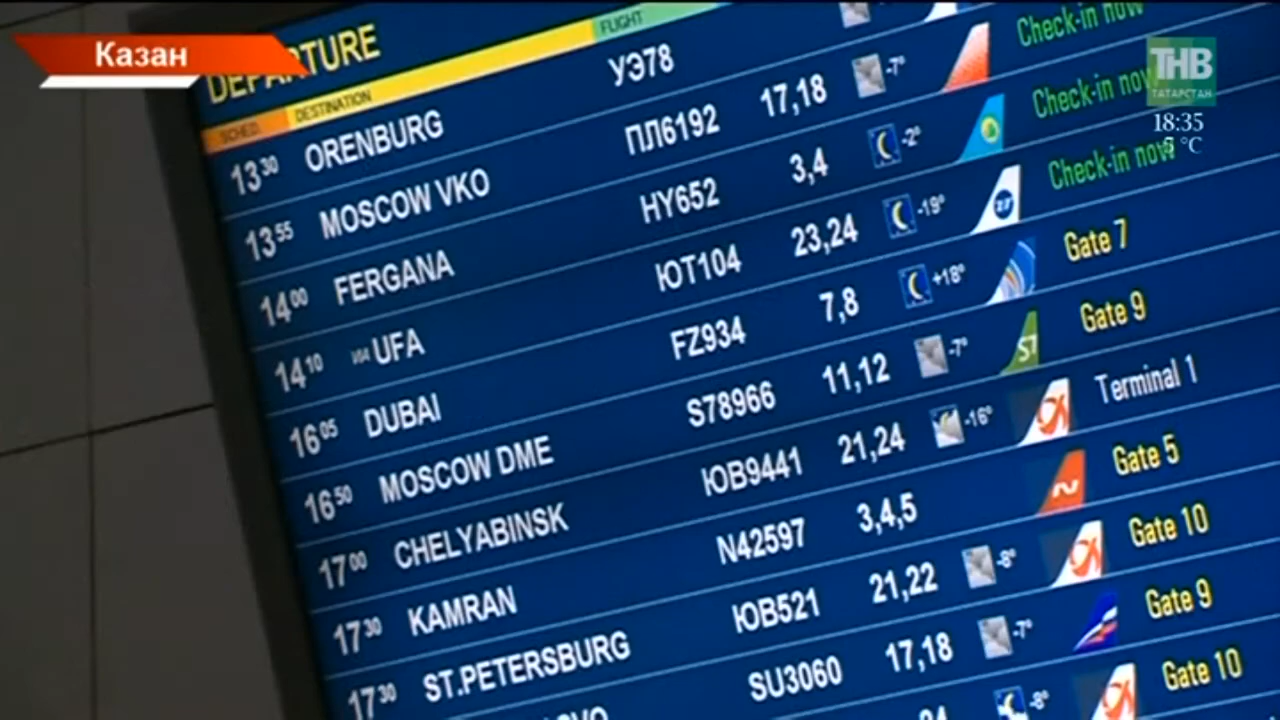 Казан
ТНВ
ТАТАРСТАН
18:35
5 °C
DEPARTURE
SCHED. DESTINATION FLIGHT
13 30 ORENBURG УЭ78
13 55 MOSCOW VKO ПЛ6192 17,18 -7° Check-in now
14 00 FERGANA HY652 3,4 -2° Check-in now
14 10 VIA UFA ЮТ104 23,24 -19° Check-in now
16 05 DUBAI FZ934 7,8 +18° Gate 7
16 50 MOSCOW DME S78966 11,12 -7° S7 Gate 9
17 00 CHELYABINSK ЮВ9441 21,24 -16° Terminal 1
17 30 KAMRAN N42597 3,4,5 Gate 5
17 30 ST.PETERSBURG ЮВ521 21,22 -8° Gate 10
SU3060 17,18 -7° Gate 9
-8° Gate 10